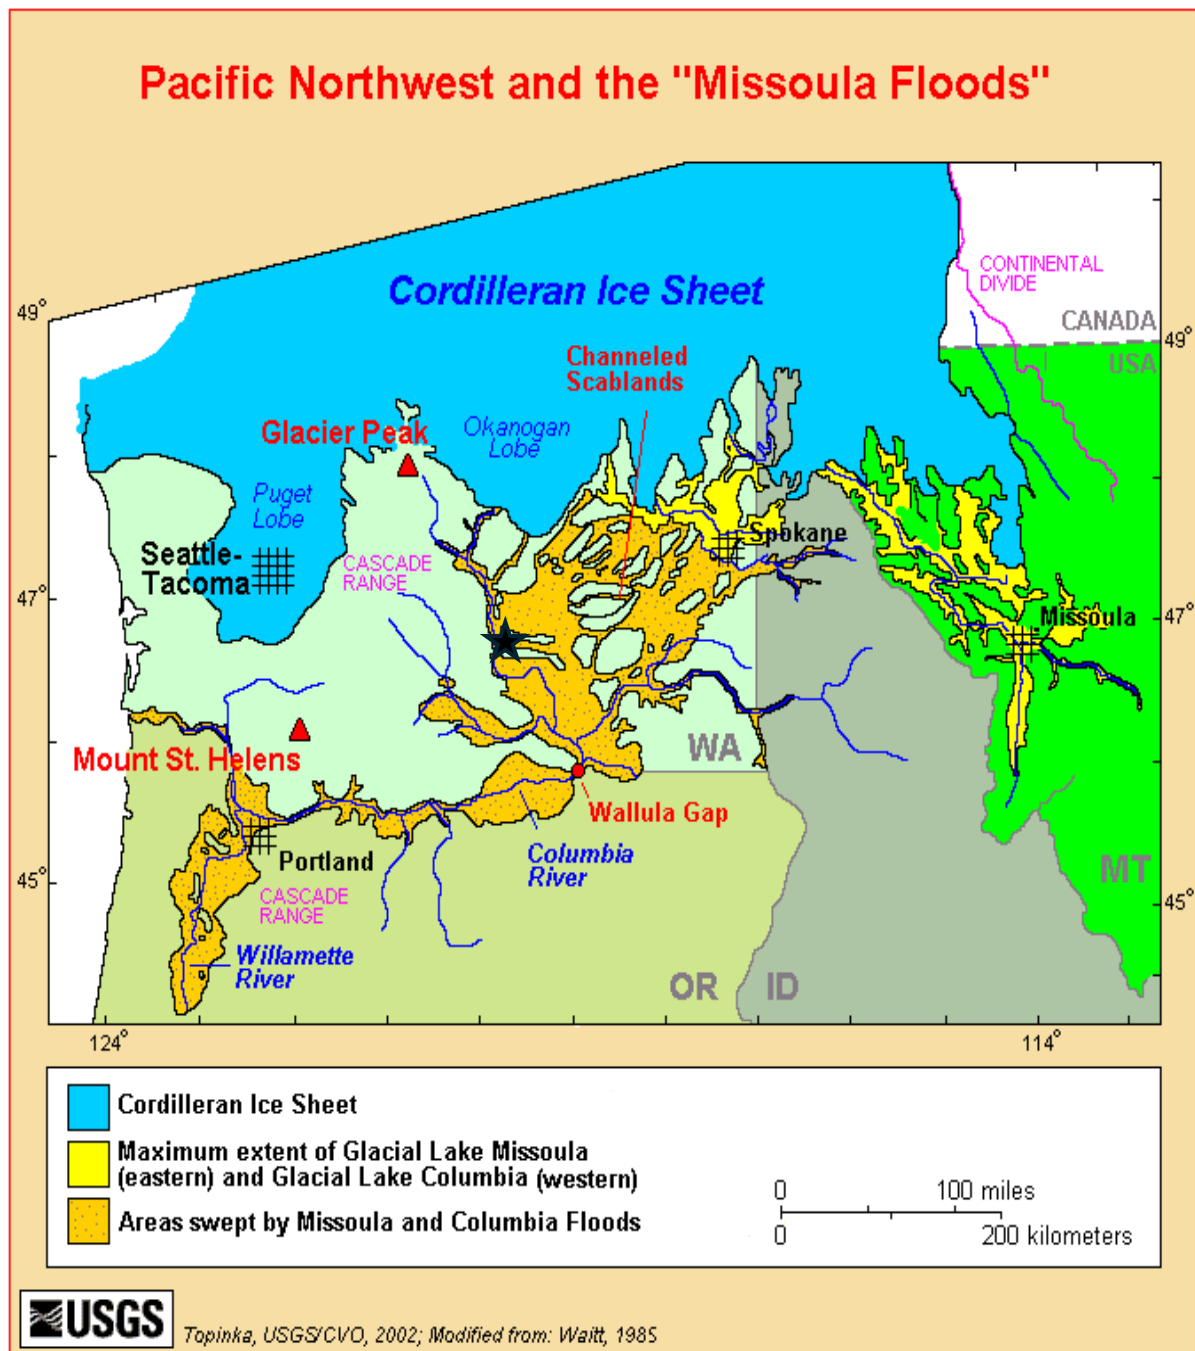 Pacific Northwest and the "Missoula Floods"
Cordilleran Ice Sheet
CONTINENTAL
DIVIDE
49°
CANADA
49°
USA
Channeled
Scablands
Glacier Peak
Okanogan
Lobe
Puget
Lobe
Spokane
Seattle-
Tacoma
CASCADE
RANGE
47°
47°
Missoula
WA
Mount St. Helens
Wallula Gap
Portland
Columbia
River
MT
45°
45°
CASCADE
RANGE
Willamette
River
OR
ID
124°
114°
Cordilleran Ice Sheet
Maximum extent of Glacial Lake Missoula
(eastern) and Glacial Lake Columbia (western)
Areas swept by Missoula and Columbia Floods
0 100 miles
0 200 kilometers
USGS
Topinka, USGS/CVO, 2002; Modified from: Waitt, 1985